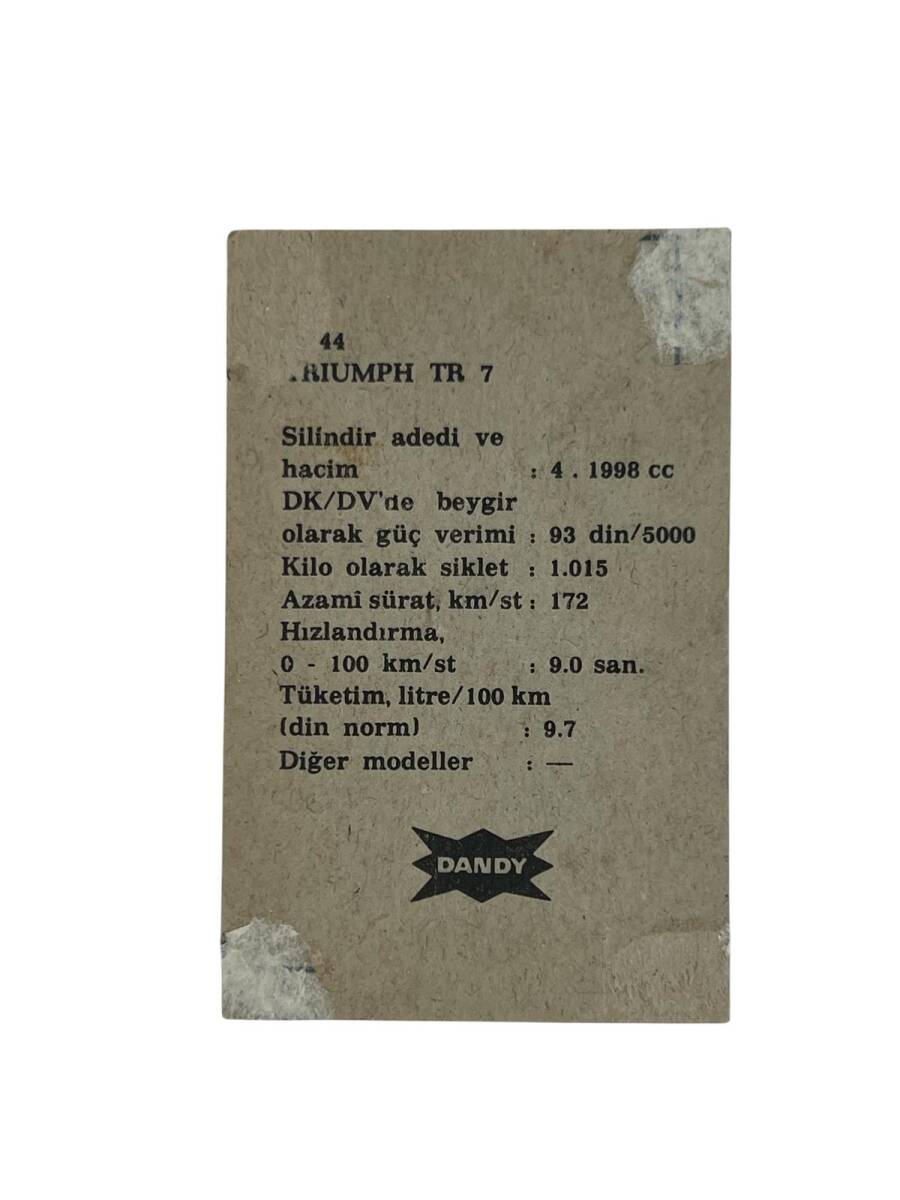 44
TRIUMPH TR 7
Silindir adedi ve
hacim : 4 . 1998 cc
DK/DV'de beygir
olarak güç verimi : 93 din/5000
Kilo olarak siklet : 1.015
Azamî sürat, km/st : 172
Hızlandırma,
0 - 100 km/st : 9.0 san.
Tüketim, litre/100 km
(din norm) : 9.7
Diğer modeller : —
DANDY